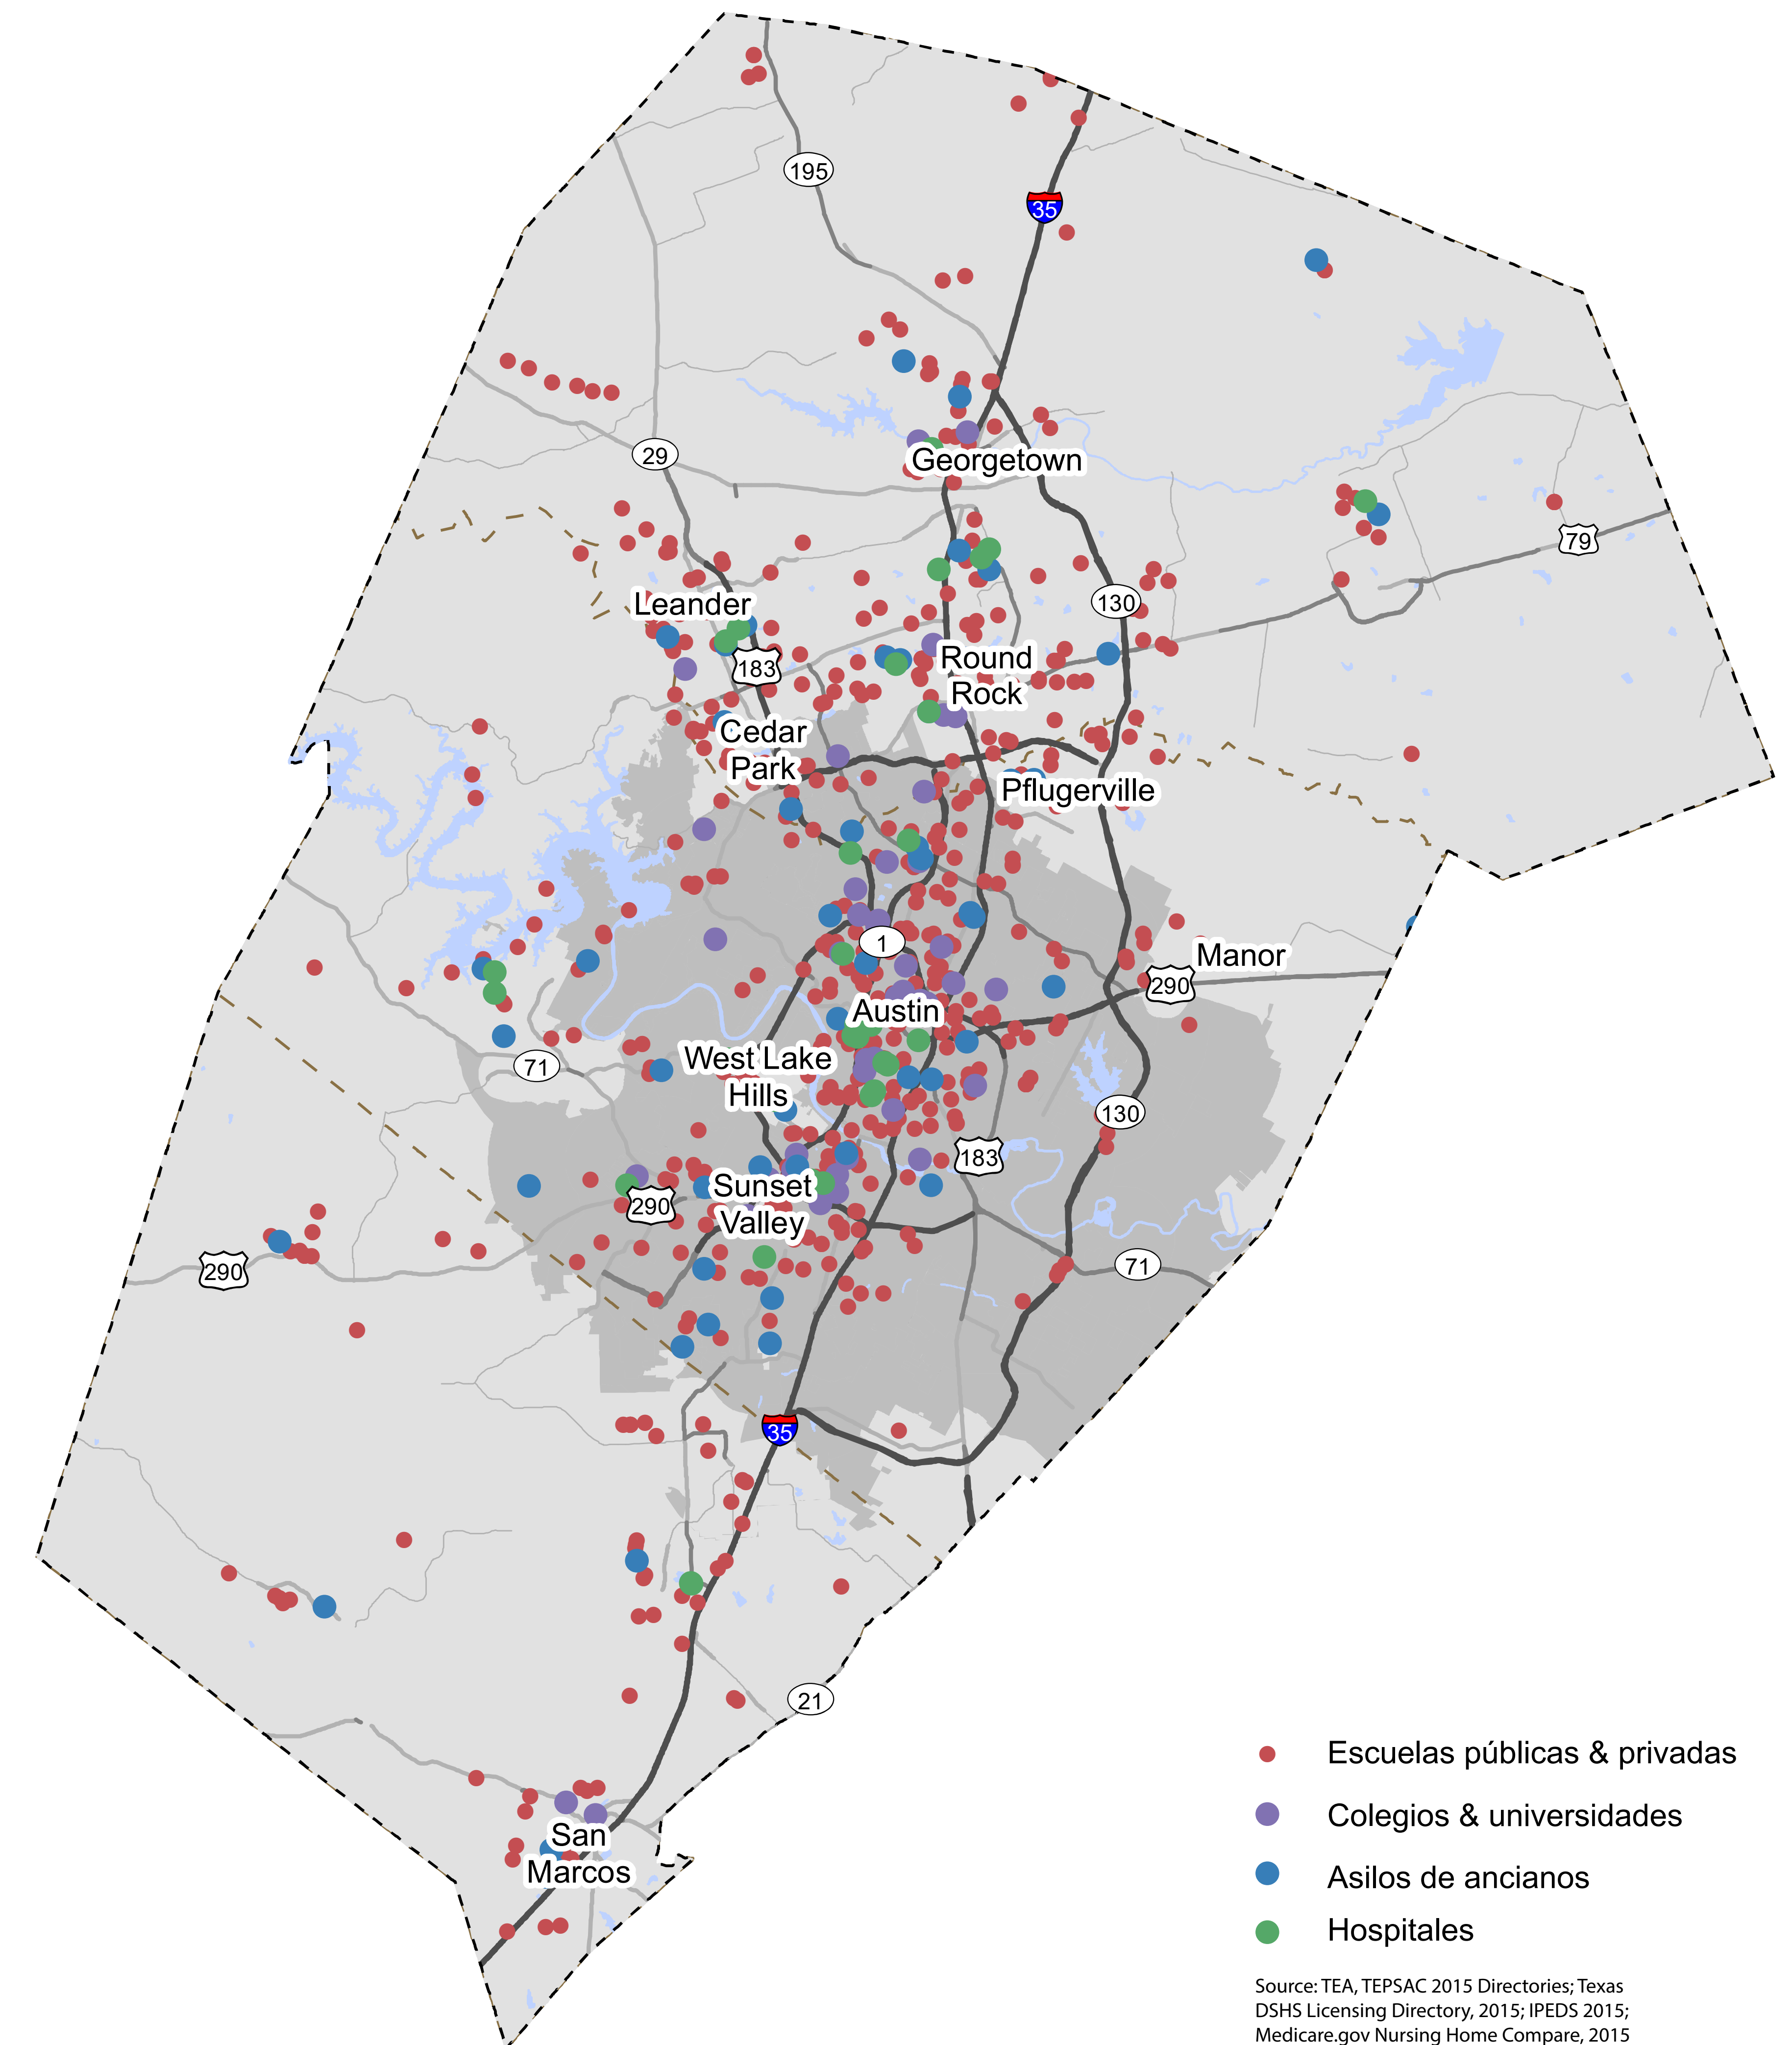 195
35
Georgetown
29
79
Leander
130
183
Round
Rock
Cedar
Park
Pflugerville
1
Manor
290
Austin
West Lake
Hills
71
130
183
Sunset
Valley
290
290
71
35
21
San
Marcos
Escuelas públicas & privadas
Colegios & universidades
Asilos de ancianos
Hospitales
Source: TEA, TEPSAC 2015 Directories; Texas
DSHS Licensing Directory, 2015; IPEDS 2015;
Medicare.gov Nursing Home Compare, 2015